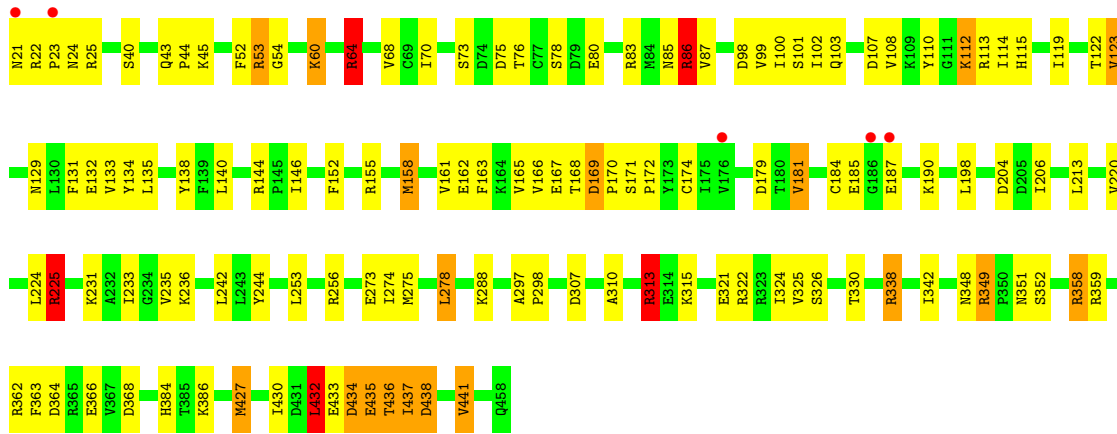 N21 R22 P23 N24 R25 S40 Q43 P44 K45 F52 R53 G54 K60 R64 V68 C69 I70 S73 D74 D75 T76 C77 S78 D79 E80 R83 M84 N85 R86 V87 D98 V99 I100 S101 I102 Q103 D107 V108 K109 Y110 G111 K112 R113 I114 H115 I119 T122 V123
N129 L130 F131 E132 V133 Y134 L135 Y138 F139 L140 R144 P145 I146 F152 R155 M158 V161 E162 F163 K164 V165 V166 E167 T168 D169 P170 S171 P172 Y173 C174 I175 V176 D179 T180 V181 C184 E185 G186 E187 K190 L198 D204 D205 I206 L213 V220
L224 R225 K231 A232 I233 G234 V235 K236 L242 L243 Y244 L253 R256 E273 I274 M275 L278 K288 A297 P298 D307 A310 R313 E314 K315 E321 R322 R323 I324 V325 S326 T330 R338 I342 N348 R349 P350 N351 S352 R358 R359
R362 F363 D364 R365 E366 V367 D368 H384 T385 K386 M427 I430 D431 L432 E433 D434 E435 T436 I437 D438 V441 Q458